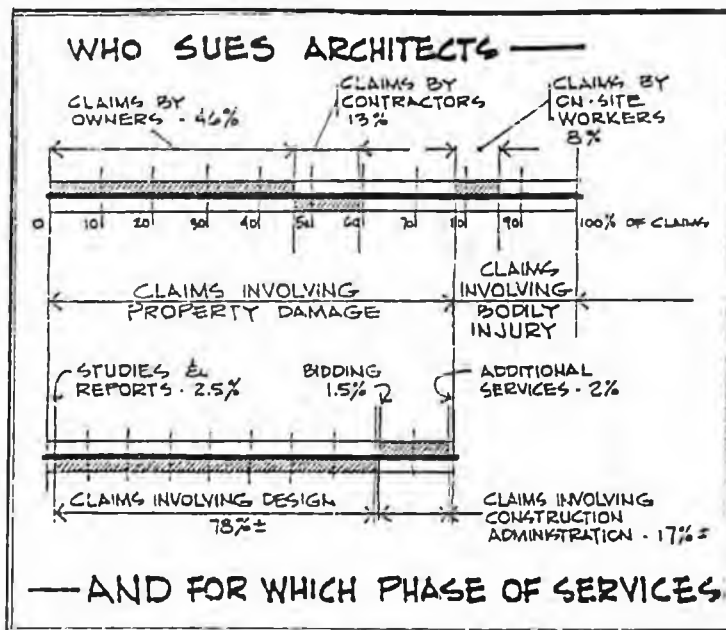 WHO SUES ARCHITECTS —
CLAIMS BY
OWNERS · 46%
CLAIMS BY
CONTRACTORS
13%
CLAIMS BY
ON·SITE
WORKERS
8%
0 10 20 30 40 50 60 70 80 90 100% OF CLAIMS
CLAIMS INVOLVING
PROPERTY DAMAGE
CLAIMS
INVOLVING
BODILY
INJURY
STUDIES &
REPORTS · 2.5%
BIDDING
1.5%
ADDITIONAL
SERVICES · 2%
CLAIMS INVOLVING DESIGN
78% ±
CLAIMS INVOLVING
CONSTRUCTION
ADMINISTRATION · 17% ±
— AND FOR WHICH PHASE OF SERVICES